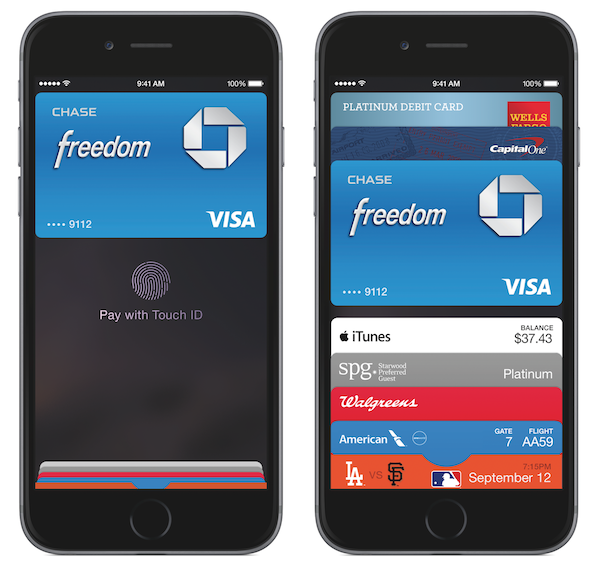 9:41 AM
100%
CHASE
freedom
•••• 9112
VISA
Pay with Touch ID
9:41 AM
100%
PLATINUM DEBIT CARD
WELLS
FARGO
Capital One
CHASE
freedom
•••• 9112
VISA
iTunes
BALANCE
$37.43
spg. Starwood
Preferred
Guest
Platinum
Walgreens
American
GATE
7
FLIGHT
AA59
LA VS SF
7:15PM
September 12